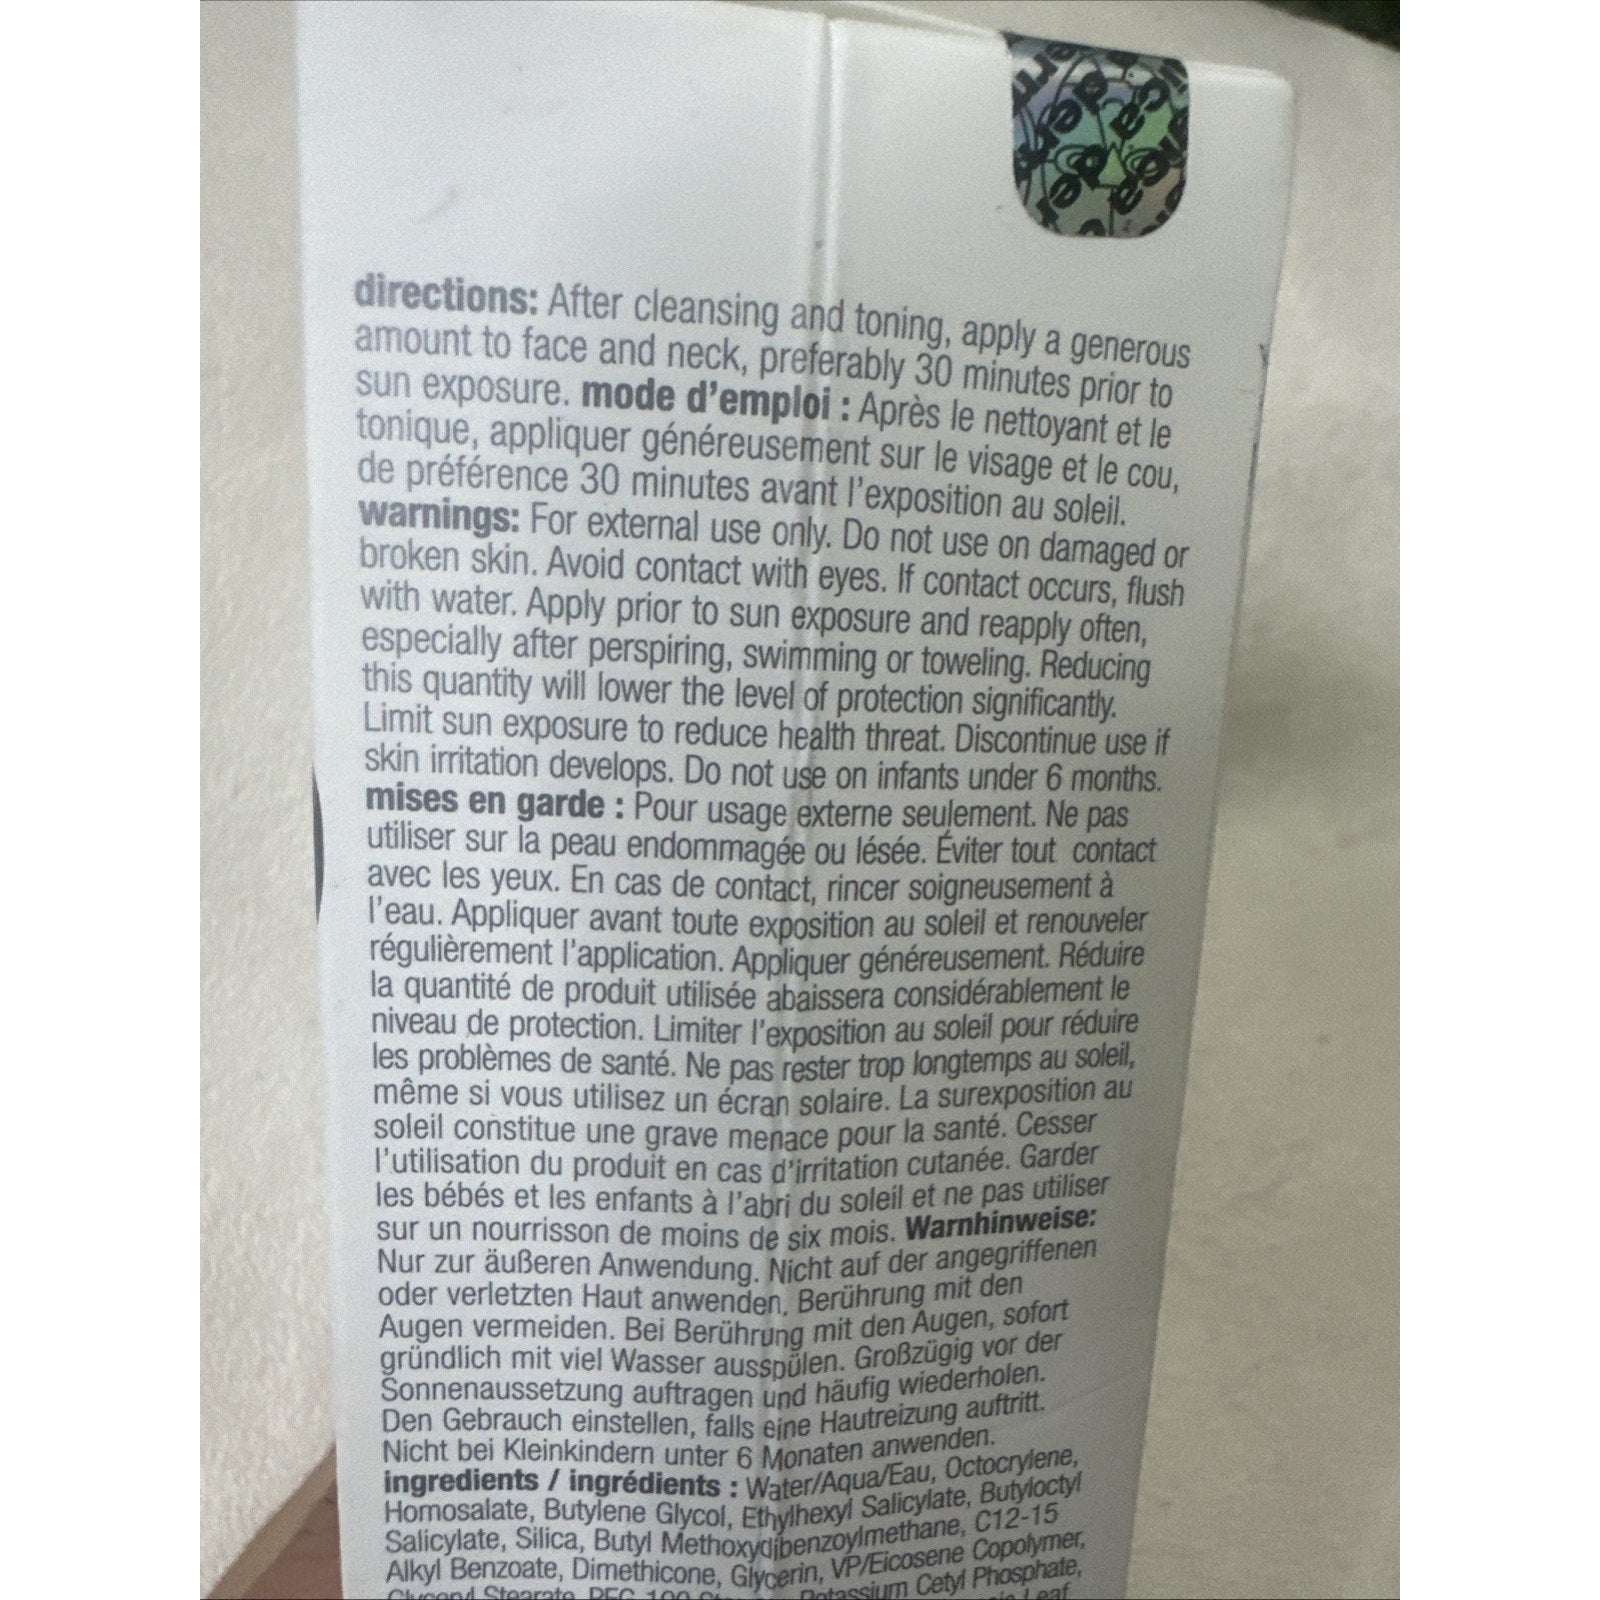 directions: After cleansing and toning, apply a generous
amount to face and neck, preferably 30 minutes prior to
sun exposure. mode d'emploi : Après le nettoyant et le
tonique, appliquer généreusement sur le visage et le cou,
de préférence 30 minutes avant l'exposition au soleil.
warnings: For external use only. Do not use on damaged or
broken skin. Avoid contact with eyes. If contact occurs, flush
with water. Apply prior to sun exposure and reapply often,
especially after perspiring, swimming or toweling. Reducing
this quantity will lower the level of protection significantly.
Limit sun exposure to reduce health threat. Discontinue use if
skin irritation develops. Do not use on infants under 6 months.
mises en garde : Pour usage externe seulement. Ne pas
utiliser sur la peau endommagée ou lésée. Éviter tout contact
avec les yeux. En cas de contact, rincer soigneusement à
l'eau. Appliquer avant toute exposition au soleil et renouveler
régulièrement l'application. Appliquer généreusement. Réduire
la quantité de produit utilisée abaissera considérablement le
niveau de protection. Limiter l'exposition au soleil pour réduire
les problèmes de santé. Ne pas rester trop longtemps au soleil,
même si vous utilisez un écran solaire. La surexposition au
soleil constitue une grave menace pour la santé. Cesser
l'utilisation du produit en cas d'irritation cutanée. Garder
les bébés et les enfants à l'abri du soleil et ne pas utiliser
sur un nourrisson de moins de six mois. Warnhinweise:
Nur zur äußeren Anwendung. Nicht auf der angegriffenen
oder verletzten Haut anwenden. Berührung mit den
Augen vermeiden. Bei Berührung mit den Augen, sofort
gründlich mit viel Wasser ausspülen. Großzügig vor der
Sonnenaussetzung auftragen und häufig wiederholen.
Den Gebrauch einstellen, falls eine Hautreizung auftritt.
Nicht bei Kleinkindern unter 6 Monaten anwenden.
ingredients / ingrédients : Water/Aqua/Eau, Octocrylene,
Homosalate, Butylene Glycol, Ethylhexyl Salicylate, Butyloctyl
Salicylate, Silica, Butyl Methoxydibenzoylmethane, C12-15
Alkyl Benzoate, Dimethicone, Glycerin, VP/Eicosene Copolymer,
Glyceryl Stearate, PEG-100 Potassium Cetyl Phosphate,
Leaf